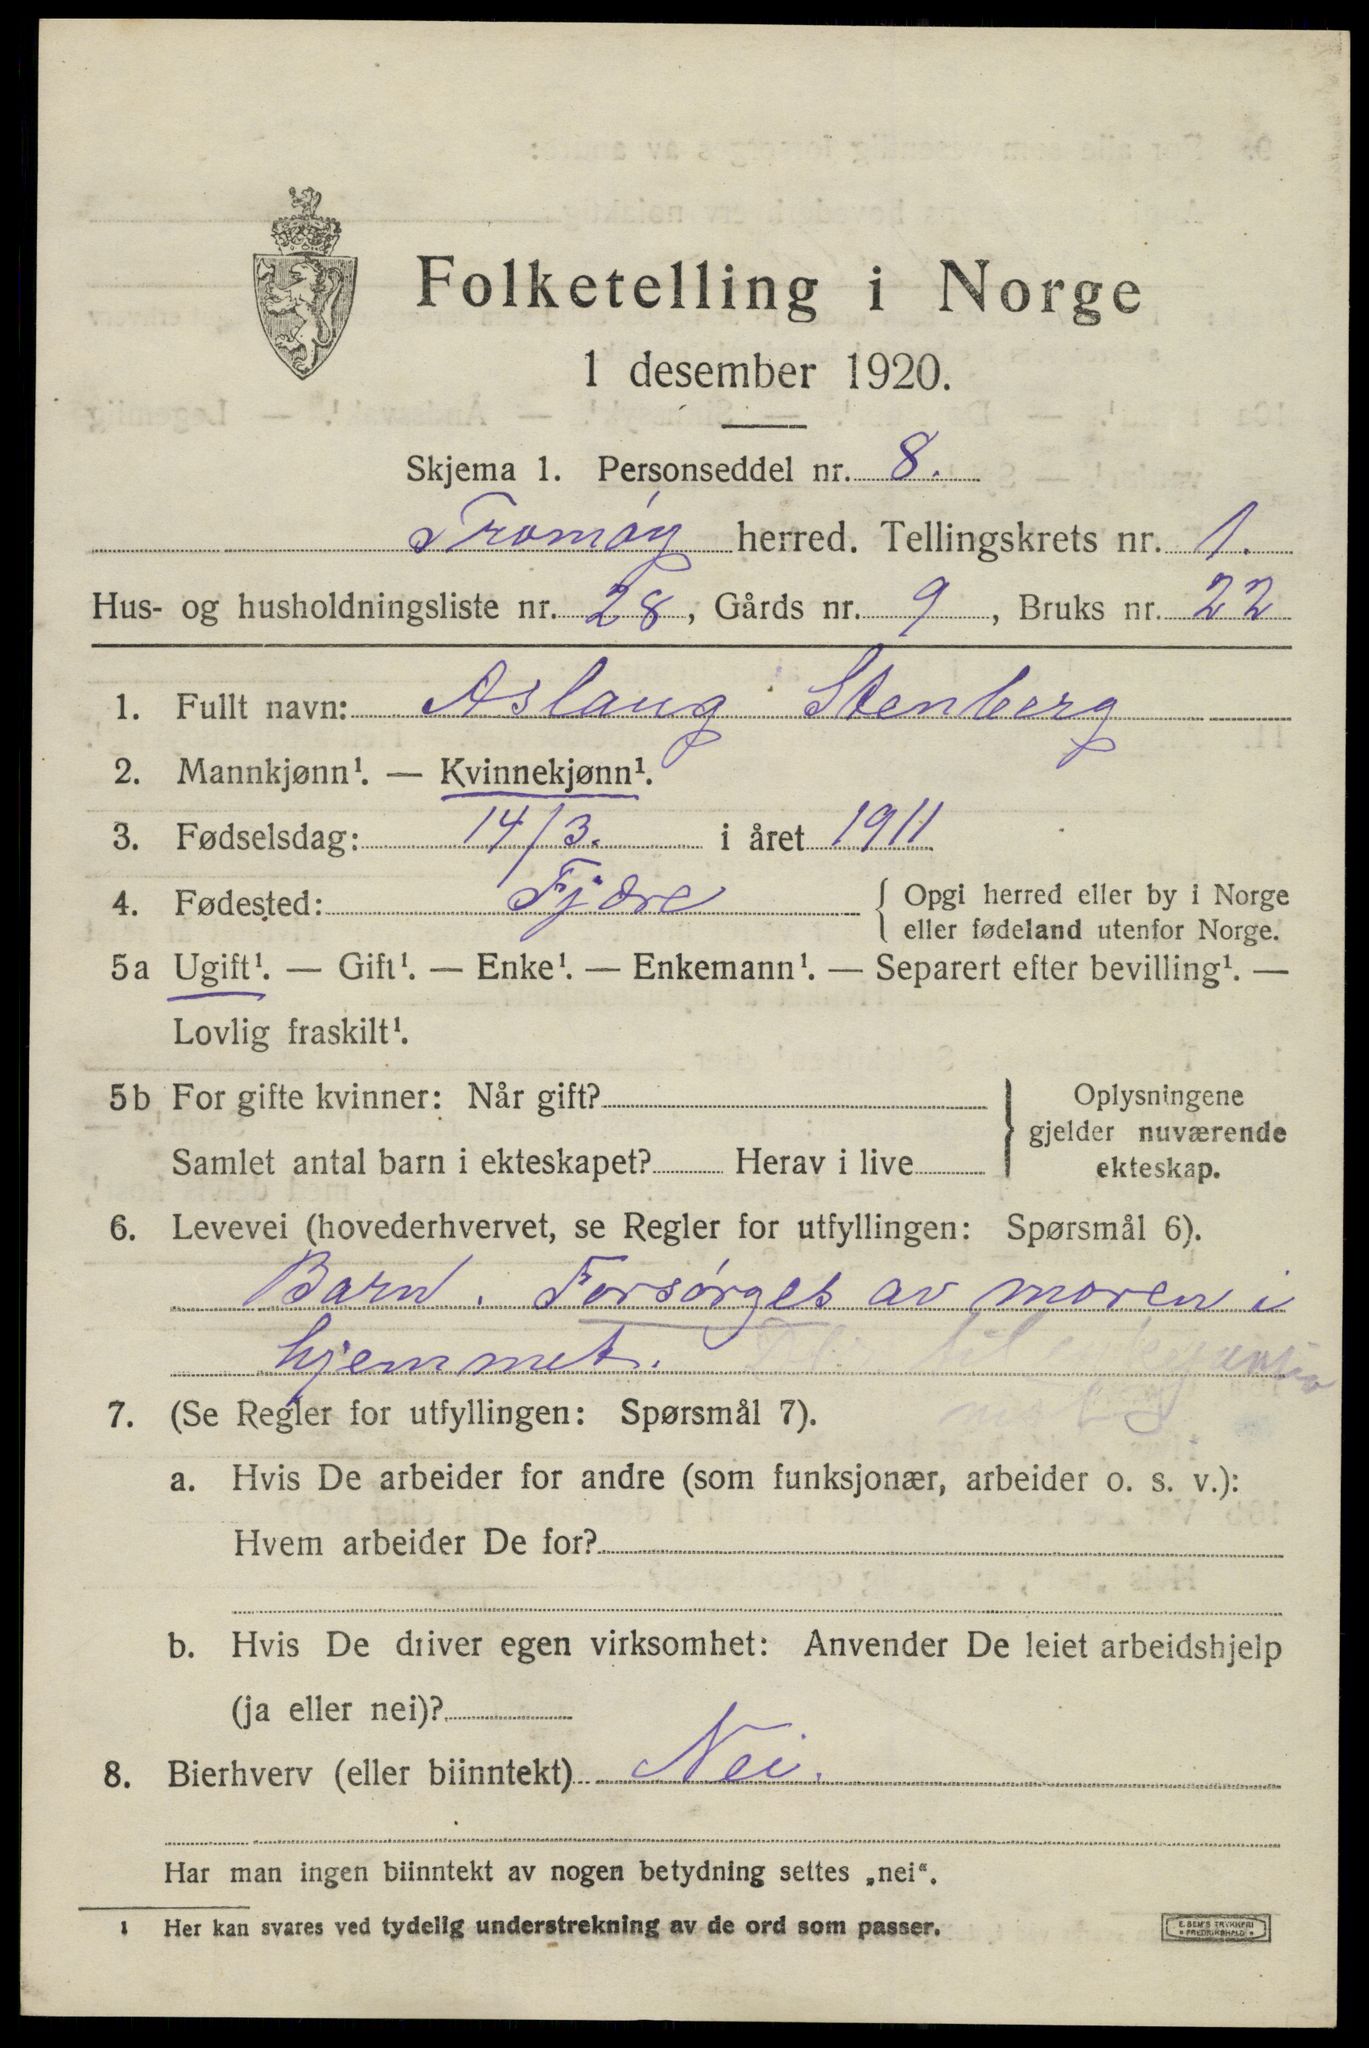 Folketelling i Norge
1 desember 1920.
Skjema 1. Personseddel nr. 8.
Tromøy herred. Tellingskrets nr. 1.
Hus- og husholdningsliste nr. 28, Gårds nr. 9, Bruks nr. 22
1. Fullt navn: Aslaug Stenberg
2. Mannkjønn¹. — Kvinnekjønn¹.
3. Fødselsdag: 14/3. i året 1911
4. Fødested: Fjære { Opgi herred eller by i Norge
eller fødeland utenfor Norge.
5a Ugift¹. — Gift¹. — Enke¹. — Enkemann¹. — Separert efter bevilling¹. —
Lovlig fraskilt¹.
5b For gifte kvinner: Når gift? } Oplysningene
gjelder nuværende
Samlet antal barn i ekteskapet? Herav i live
ekteskap.
6. Levevei (hovederhvervet, se Regler for utfyllingen: Spørsmål 6).
Barn. Forsørges av moren i
hjemmet. til
7. (Se Regler for utfyllingen: Spørsmål 7).
a. Hvis De arbeider for andre (som funksjonær, arbeider o. s. v.):
Hvem arbeider De for?
b. Hvis De driver egen virksomhet: Anvender De leiet arbeidshjelp
(ja eller nei)?
8. Bierhverv (eller biinntekt) Nei.
Har man ingen biinntekt av nogen betydning settes „nei“.
1 Her kan svares ved tydelig understrekning av de ord som passer.
E. SEM'S TRYKKERI
FREDRIKSHALD